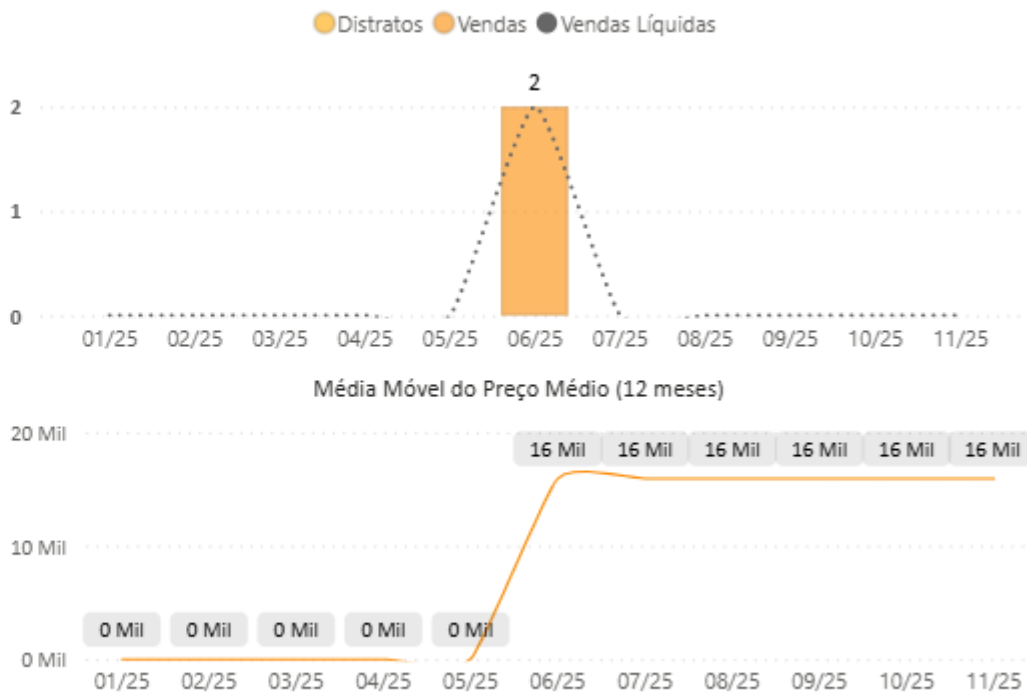 Distratos Vendas Vendas Líquidas
2
2
1
0
01/25 02/25 03/25 04/25 05/25 06/25 07/25 08/25 09/25 10/25 11/25
Média Móvel do Preço Médio (12 meses)
20 Mil
16 Mil 16 Mil 16 Mil 16 Mil 16 Mil 16 Mil
10 Mil
0 Mil 0 Mil 0 Mil 0 Mil 0 Mil
0 Mil
01/25 02/25 03/25 04/25 05/25 06/25 07/25 08/25 09/25 10/25 11/25